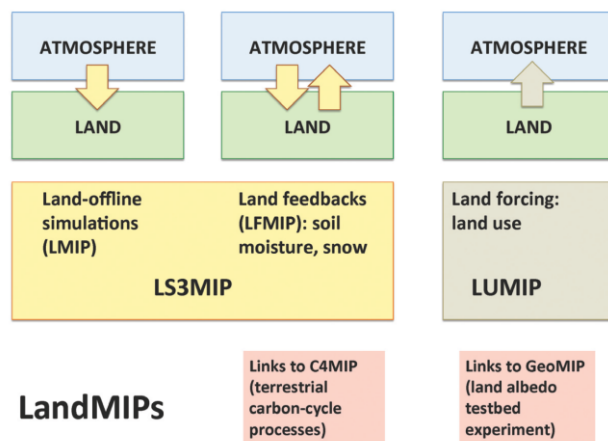 ATMOSPHERE
LAND
ATMOSPHERE
LAND
ATMOSPHERE
LAND
Land-offline
simulations
(LMIP)
Land feedbacks
(LFMIP): soil
moisture, snow
LS3MIP
Land forcing:
land use
LUMIP
LandMIPs
Links to C4MIP
(terrestrial
carbon-cycle
processes)
Links to GeoMIP
(land albedo
testbed
experiment)